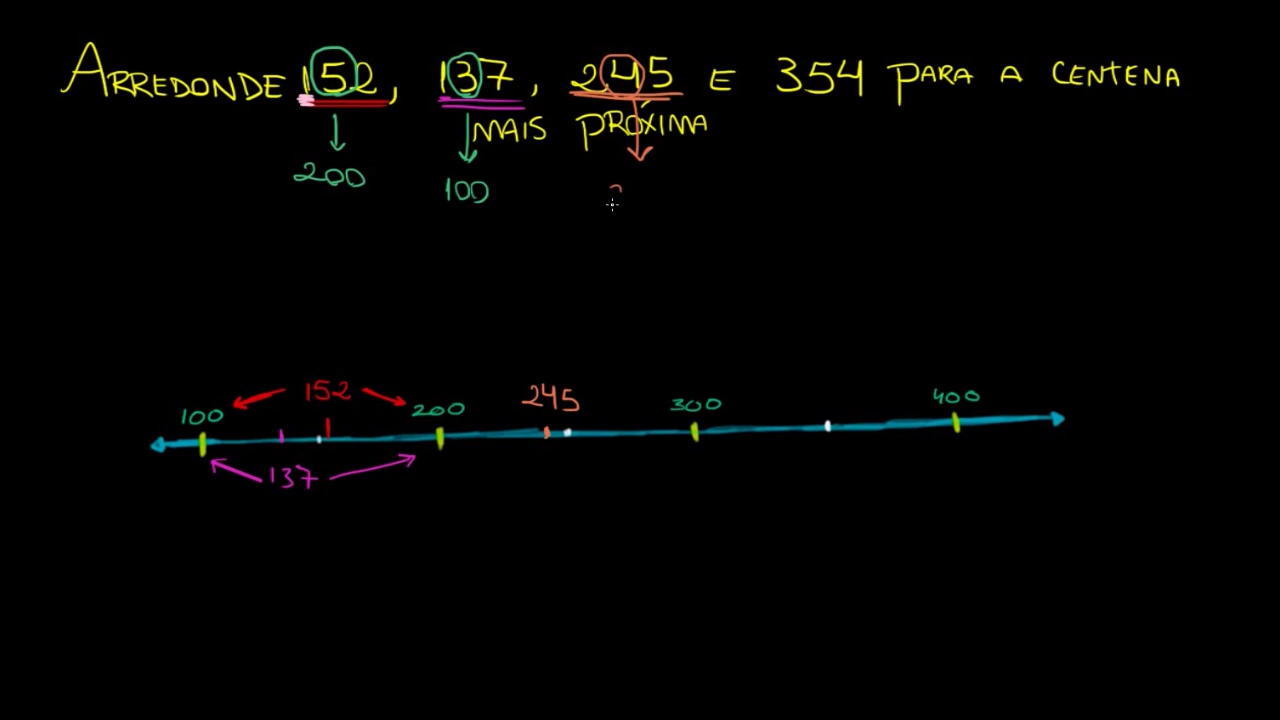 ARREDONDE 152, 137, 245 E 354 PARA A CENTENA
MAIS PRÓXIMA
200 100
152 245
100 200 300 400
137